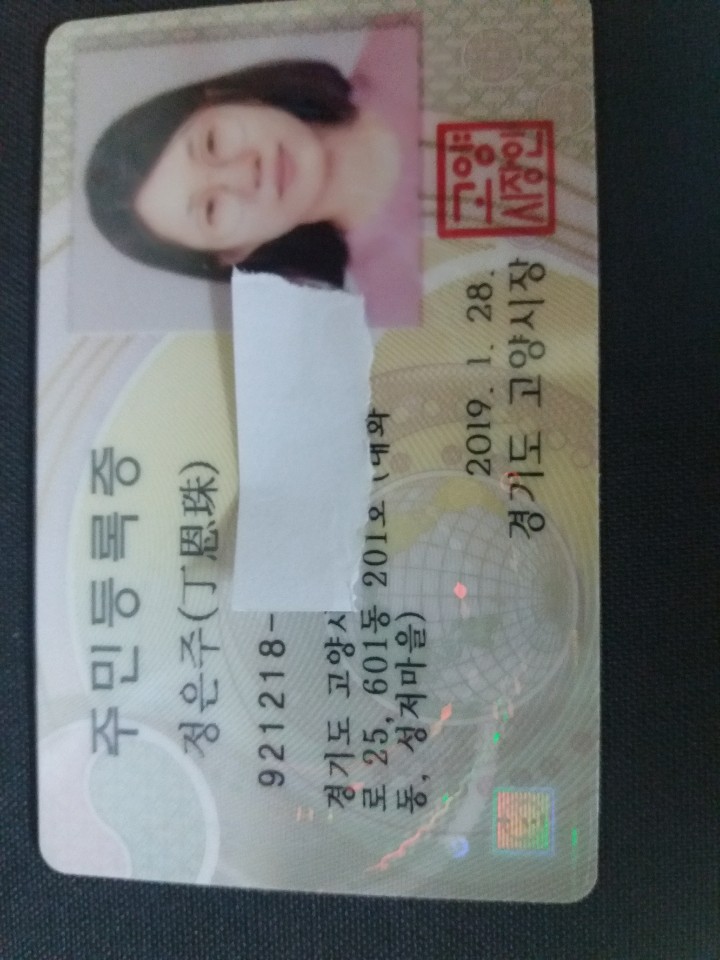 주민등록증
정은주(丁恩珠)
921218-
경기도 고양시
로 25, 601동 201호 (대화
동, 성저마을)
2019. 1. 28.
경기도 고양시장
고양
시장인